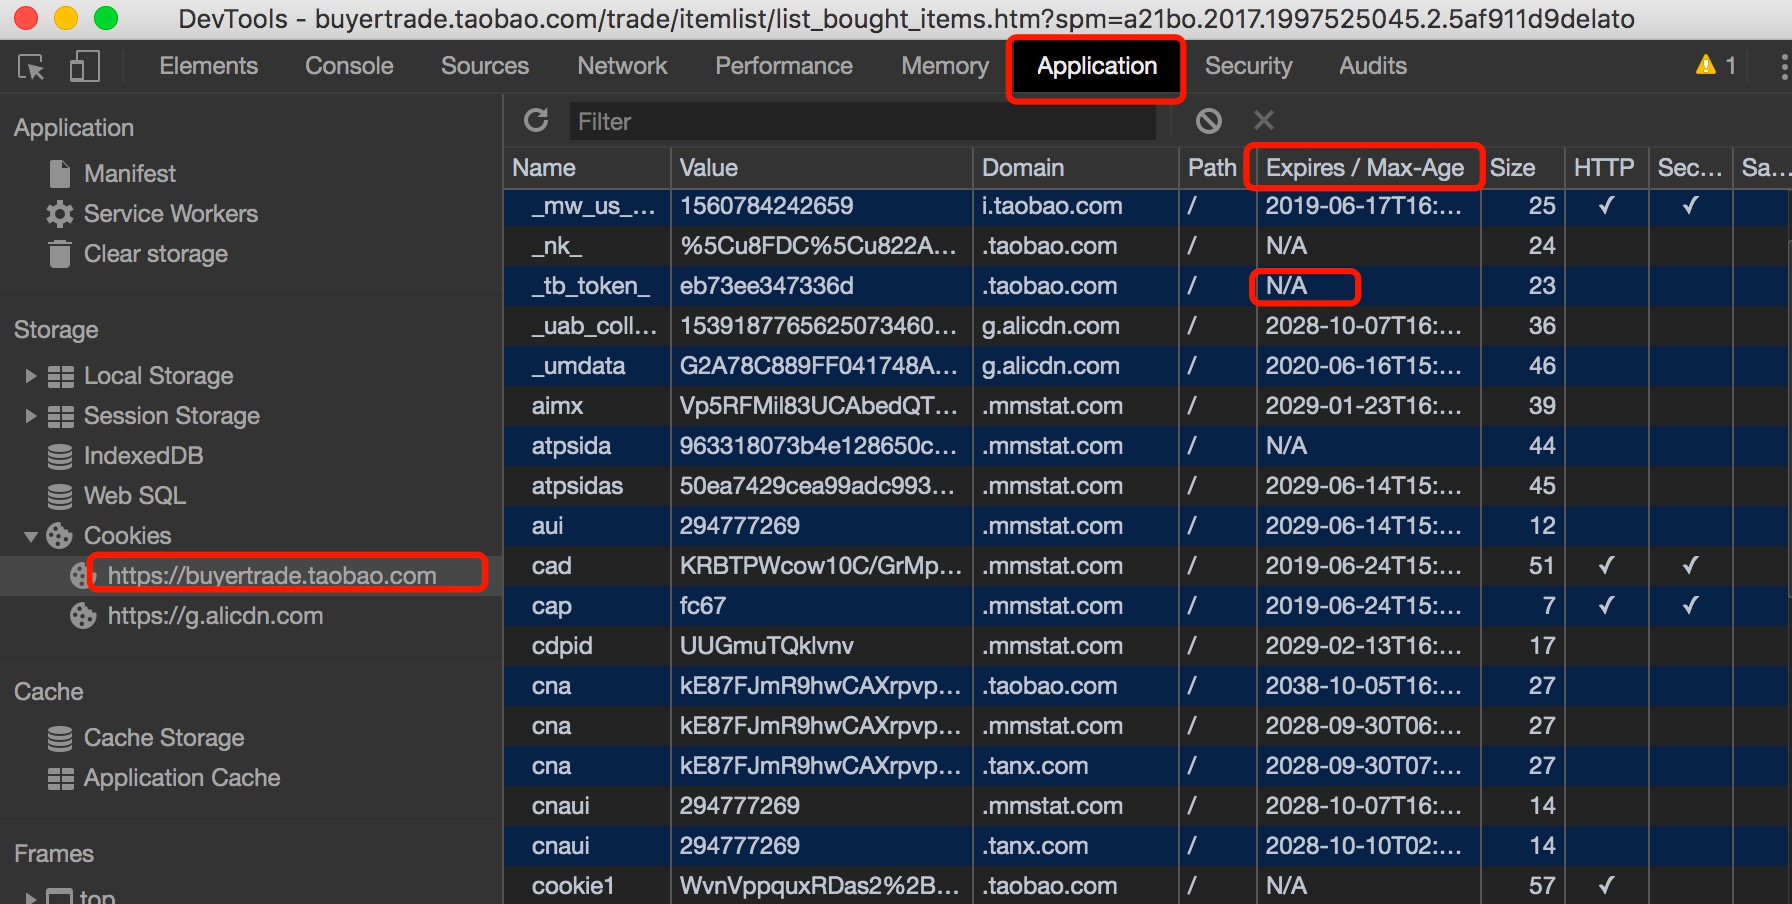 DevTools - buyertrade.taobao.com/trade/itemlist/list_bought_items.htm?spm=a21bo.2017.1997525045.2.5af911d9delato
Elements Console Sources Network Performance Memory Application Security Audits 1
Application
Manifest
Service Workers
Clear storage
Storage
Local Storage
Session Storage
IndexedDB
Web SQL
Cookies
https://buyertrade.taobao.com
https://g.alicdn.com
Cache
Cache Storage
Application Cache
Frames
top
Filter
Name Value Domain Path Expires / Max-Age Size HTTP Sec... Sa...
_mw_us_... 1560784242659 i.taobao.com / 2019-06-17T16:... 25 ✓ ✓
_nk_ %5Cu8FDC%5Cu822A... .taobao.com / N/A 24
_tb_token_ eb73ee347336d .taobao.com / N/A 23
_uab_coll... 1539187765625073460... g.alicdn.com / 2028-10-07T16:... 36
_umdata G2A78C889FF041748A... g.alicdn.com / 2020-06-16T15:... 46
aimx Vp5RFMil83UCAbedQT... .mmstat.com / 2029-01-23T16:... 39
atpsida 963318073b4e128650c... .mmstat.com / N/A 44
atpsidas 50ea7429cea99adc993... .mmstat.com / 2029-06-14T15:... 45
aui 294777269 .mmstat.com / 2029-06-14T15:... 12
cad KRBTPWcow10C/GrMp... .mmstat.com / 2019-06-24T15:... 51 ✓ ✓
cap fc67 .mmstat.com / 2019-06-24T15:... 7 ✓ ✓
cdpid UUGmuTQklvnv .mmstat.com / 2029-02-13T16:... 17
cna kE87FJmR9hwCAXrpvp... .taobao.com / 2038-10-05T16:... 27
cna kE87FJmR9hwCAXrpvp... .mmstat.com / 2028-09-30T06:... 27
cna kE87FJmR9hwCAXrpvp... .tanx.com / 2028-09-30T07:... 27
cnaui 294777269 .mmstat.com / 2028-10-07T16:... 14
cnaui 294777269 .tanx.com / 2028-10-10T02:... 14
cookie1 WvnVppquxRDas2%2B... .taobao.com / N/A 57 ✓